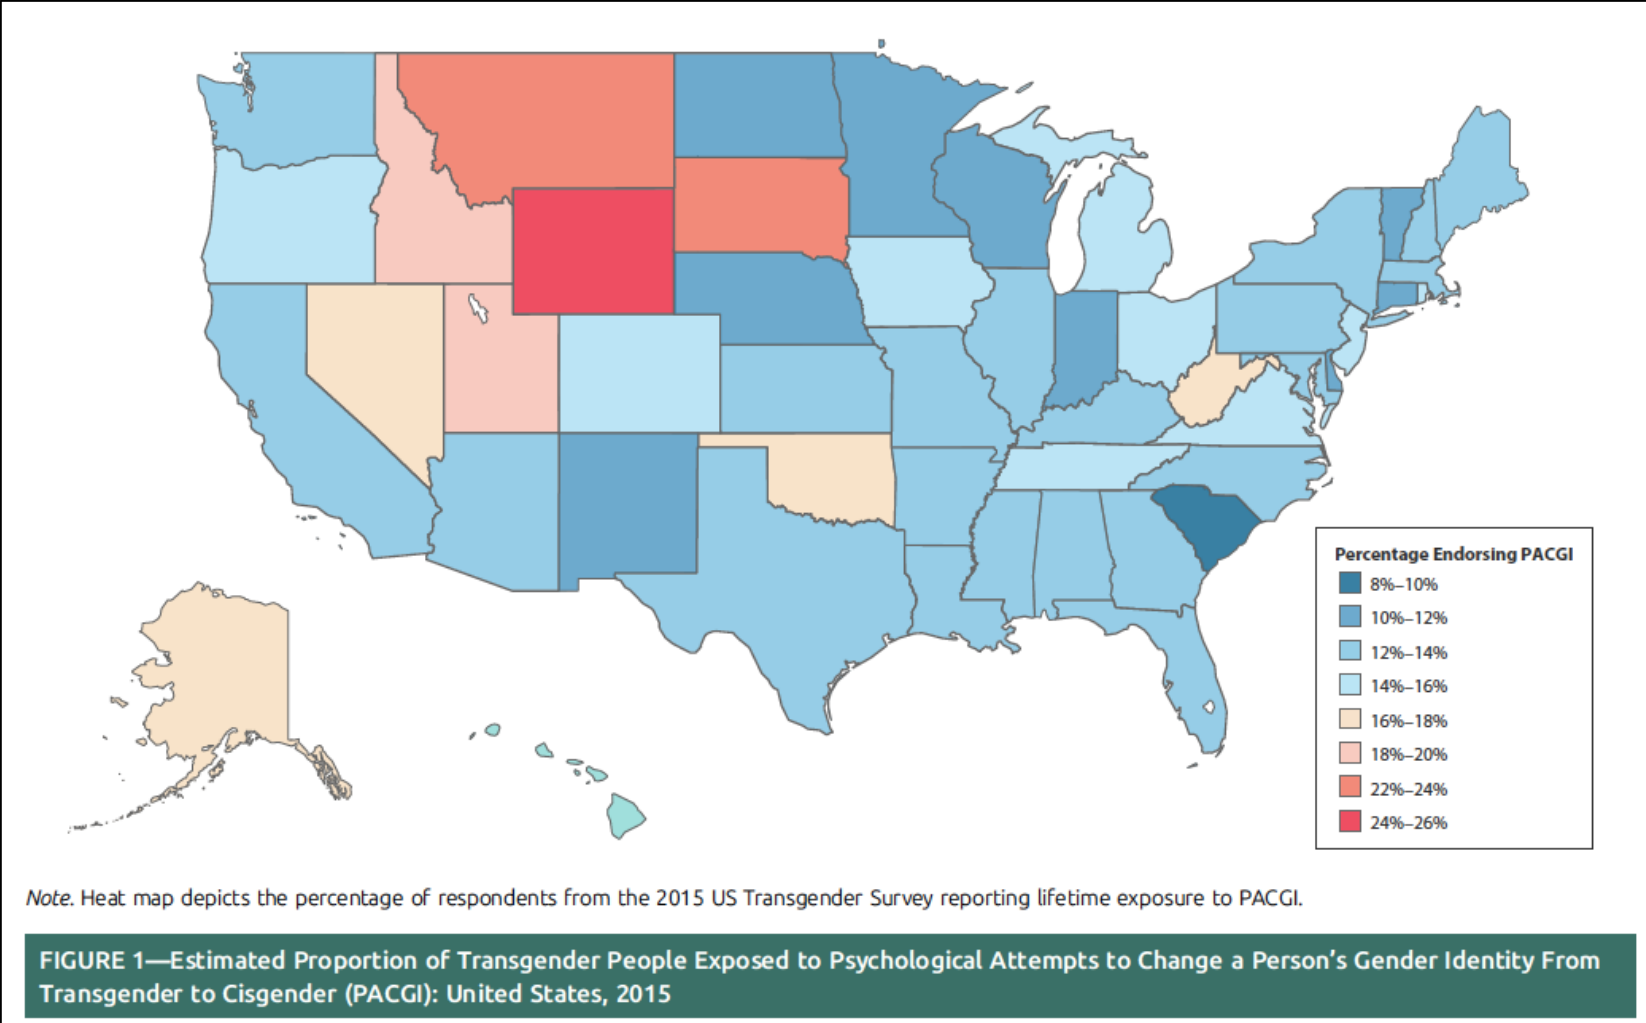 Percentage Endorsing PACGI
8%–10%
10%–12%
12%–14%
14%–16%
16%–18%
18%–20%
22%–24%
24%–26%
Note. Heat map depicts the percentage of respondents from the 2015 US Transgender Survey reporting lifetime exposure to PACGI.
FIGURE 1—Estimated Proportion of Transgender People Exposed to Psychological Attempts to Change a Person’s Gender Identity From
Transgender to Cisgender (PACGI): United States, 2015